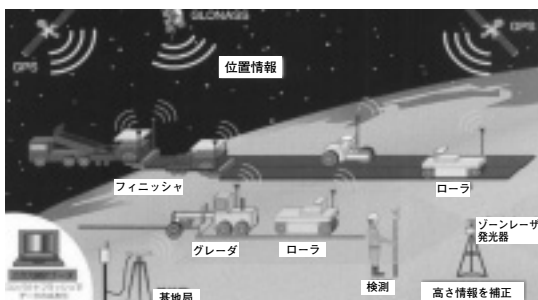 GLONASS
GPS
GPS
位置情報
フィニッシャ
ローラ
グレーダ
ローラ
検測
ゾーンレーザ
発光器
高さ情報を補正
基地局